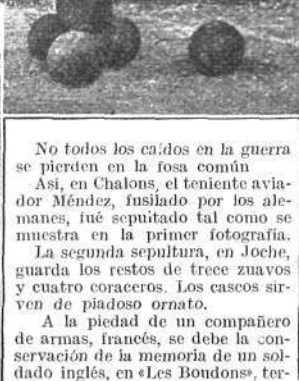 No todos los caídos en la guerra
se pierden en la fosa común
Asi, en Chalons, el teniente avia-
dor Méndez, fusilado por los ale-
manes, fué sepultado tal como se
muestra en la primer fotografía.
La segunda sepultura, en Joche,
guarda los restos de trece zuavos
y cuatro coraceros. Los cascos sir-
ven de piadoso ornato.
A la piedad de un compañero
de armas, francés, se debe la con-
servación de la memoria de un sol-
dado inglés, en «Les Boudons», ter-